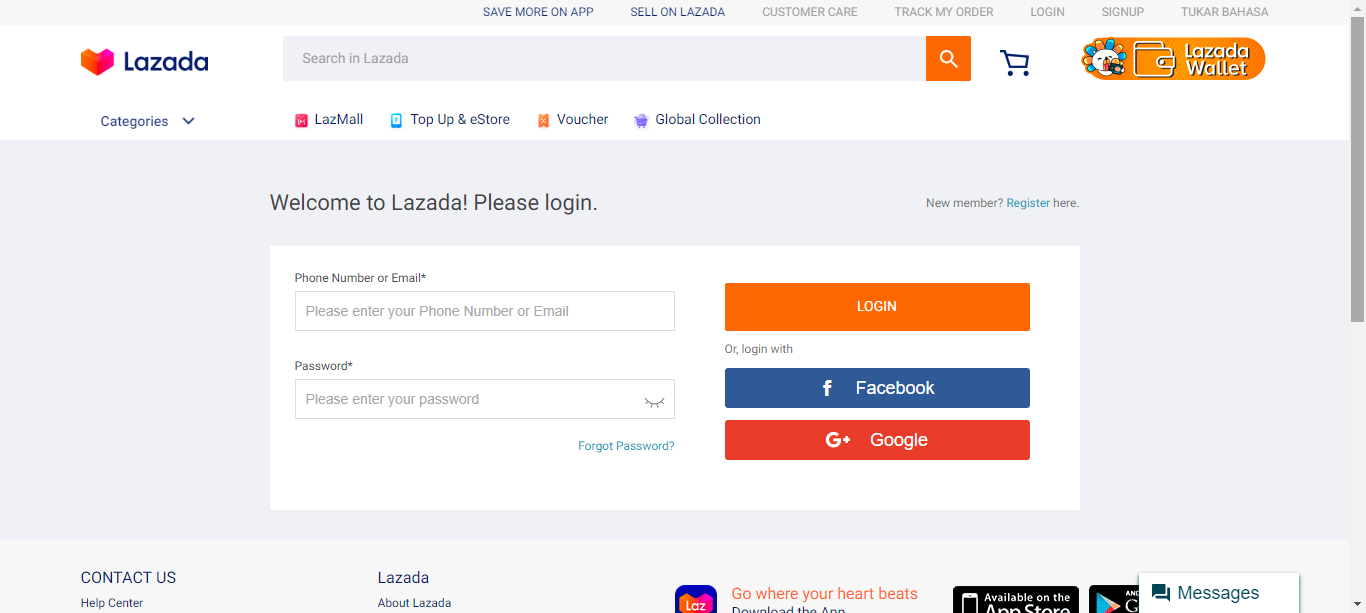 SAVE MORE ON APP SELL ON LAZADA CUSTOMER CARE TRACK MY ORDER LOGIN SIGNUP TUKAR BAHASA
Lazada
Search in Lazada
Lazada
Wallet
Categories
LazMall Top Up & eStore Voucher Global Collection
Welcome to Lazada! Please login.
New member? Register here.
Phone Number or Email*
Please enter your Phone Number or Email
Password*
Please enter your password
Forgot Password?
LOGIN
Or, login with
Facebook
G+ Google
CONTACT US
Help Center
Lazada
About Lazada
Laz
Go where your heart beats
Download the App
Available on the
App Store
Messages